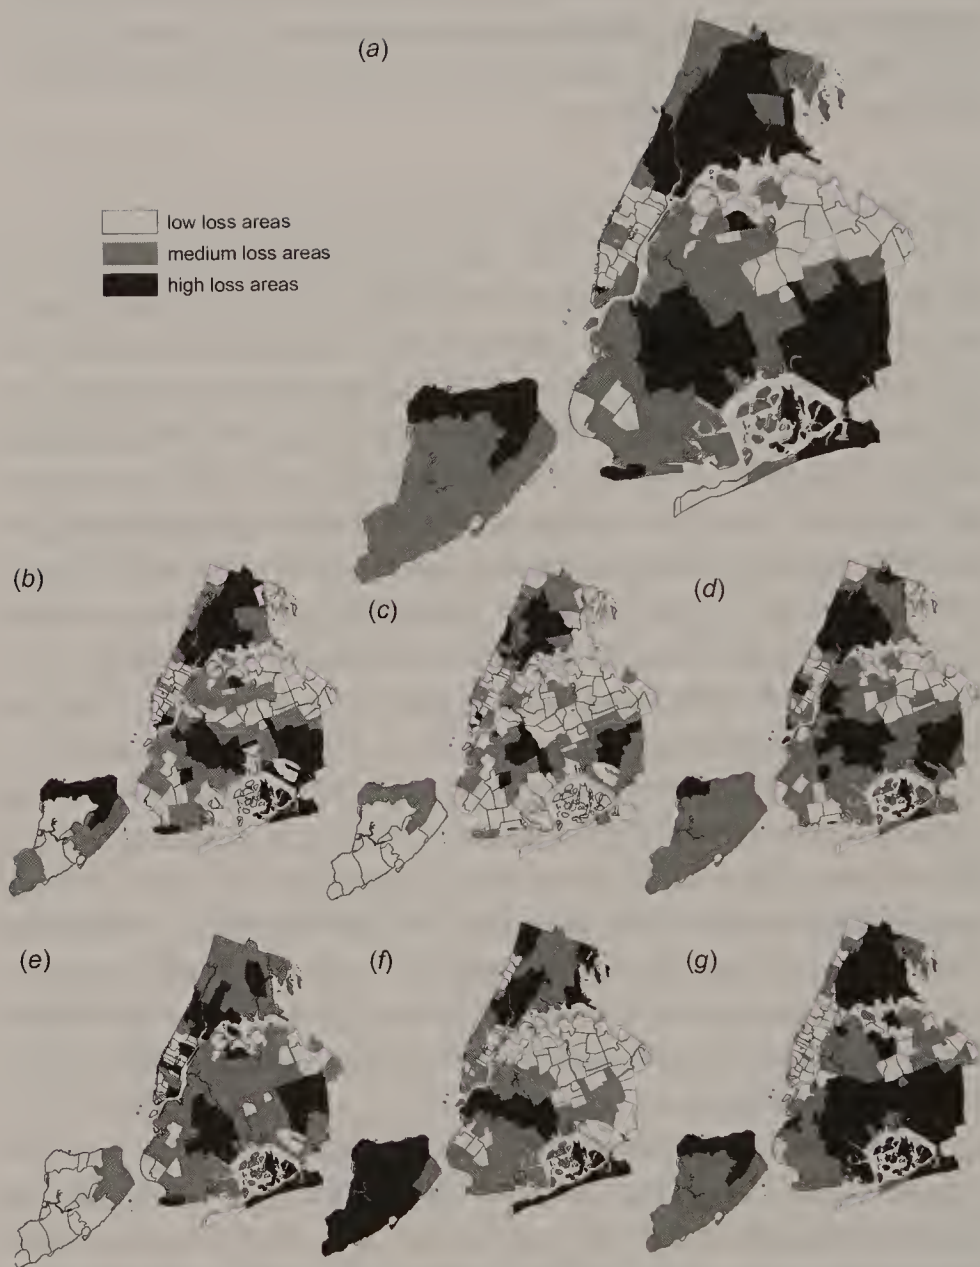 (a)
low loss areas
medium loss areas
high loss areas
(b)
(c)
(d)
(e)
(f)
(g)